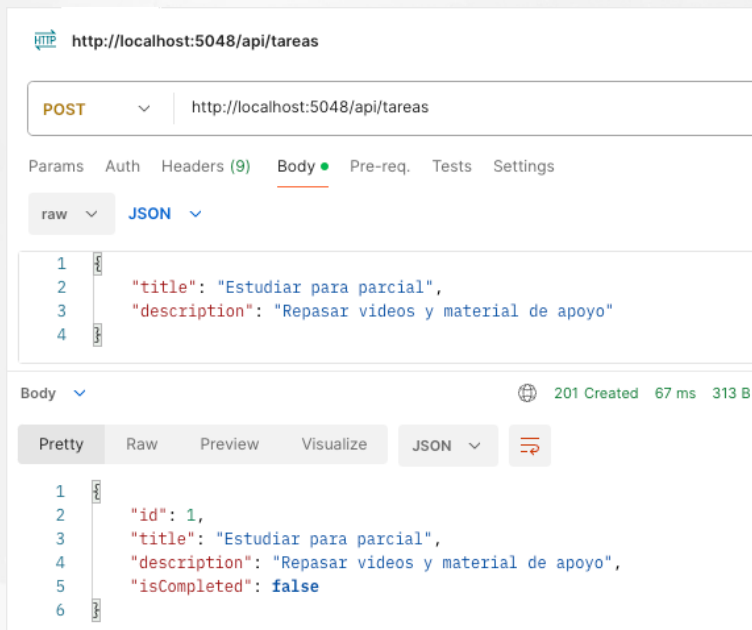 HTTP http://localhost:5048/api/tareas
POST http://localhost:5048/api/tareas
Params Auth Headers (9) Body Pre-req. Tests Settings
raw JSON
1 {
2 "title": "Estudiar para parcial",
3 "description": "Repasar videos y material de apoyo"
4 }
Body 201 Created 67 ms 313 B
Pretty Raw Preview Visualize JSON
1 {
2 "id": 1,
3 "title": "Estudiar para parcial",
4 "description": "Repasar videos y material de apoyo",
5 "isCompleted": false
6 }